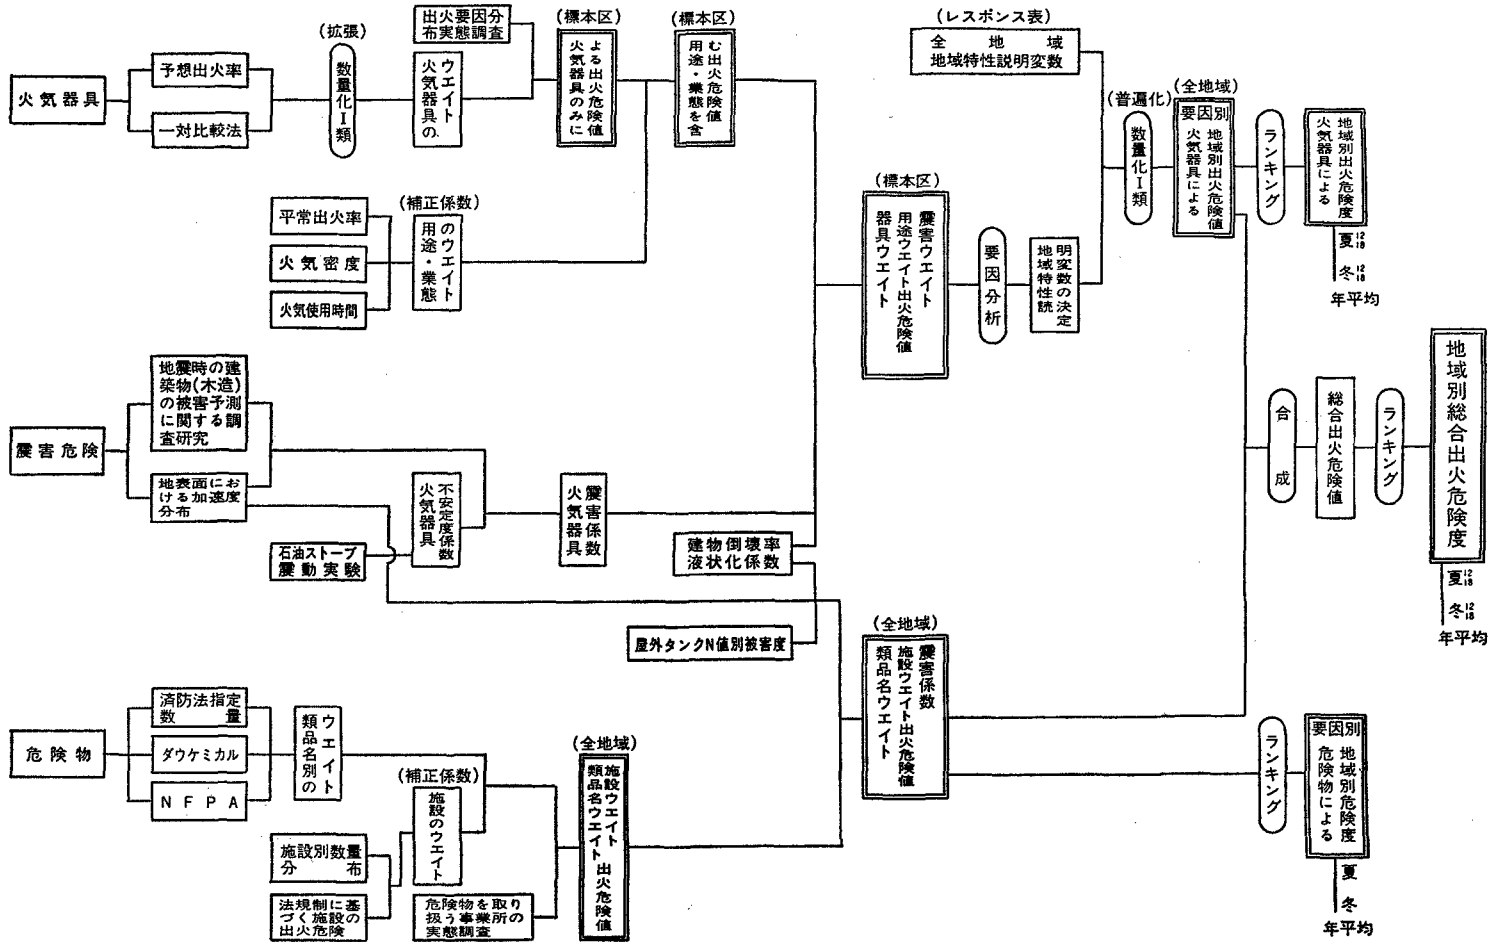 火気器具
予想出火率
一対比較法
(拡張)
数量化Ⅰ類
出火要因分
布実態調査
ウエイト
火気器具の
(標本区)
よる出火危険値
火気器具のみに
(標本区)
む出火危険値
用途・業態を含
平常出火率
火気密度
火気使用時間
(補正係数)
のウエイト
用途・業態
(レスポンス表)
全地域
地域特性説明変数
(標本区)
震害ウエイト
用途ウエイト出火危険値
器具ウエイト
要因分析
明変数の決定
地域特性読
(普遍化)
数量化Ⅰ類
(全地域)
要因別
地域別出火危険値
火気器具による
ランキング
地域別出火危険度
火気器具による
夏12
18
冬12
18
年平均
震害危険
地震時の建
築物(木造)
の被害予測
に関する調
査研究
地表面にお
ける加速度
分布
石油ストーブ
震動実験
不安定度係数
火気器具
震害係数
火気器具
建物倒壊率
液状化係数
屋外タンクN値別被害度
合成
総合出火危険値
ランキング
地域別総合出火危険度
夏12
18
冬12
18
年平均
危険物
済防法指定
数量
ダウケミカル
NFPA
ウエイト
類品名別の
施設別数量
分布
法規制に基
づく施設の
出火危険
(補正係数)
施設のウエイト
危険物を取り
扱う事業所の
実態調査
(全地域)
施設ウエイト
類品名ウエイト
出火危険値
(全地域)
震害係数
施設ウエイト出火危険値
類品名ウエイト
ランキング
要因別
地域別危険度
危険物による
夏
冬
年平均